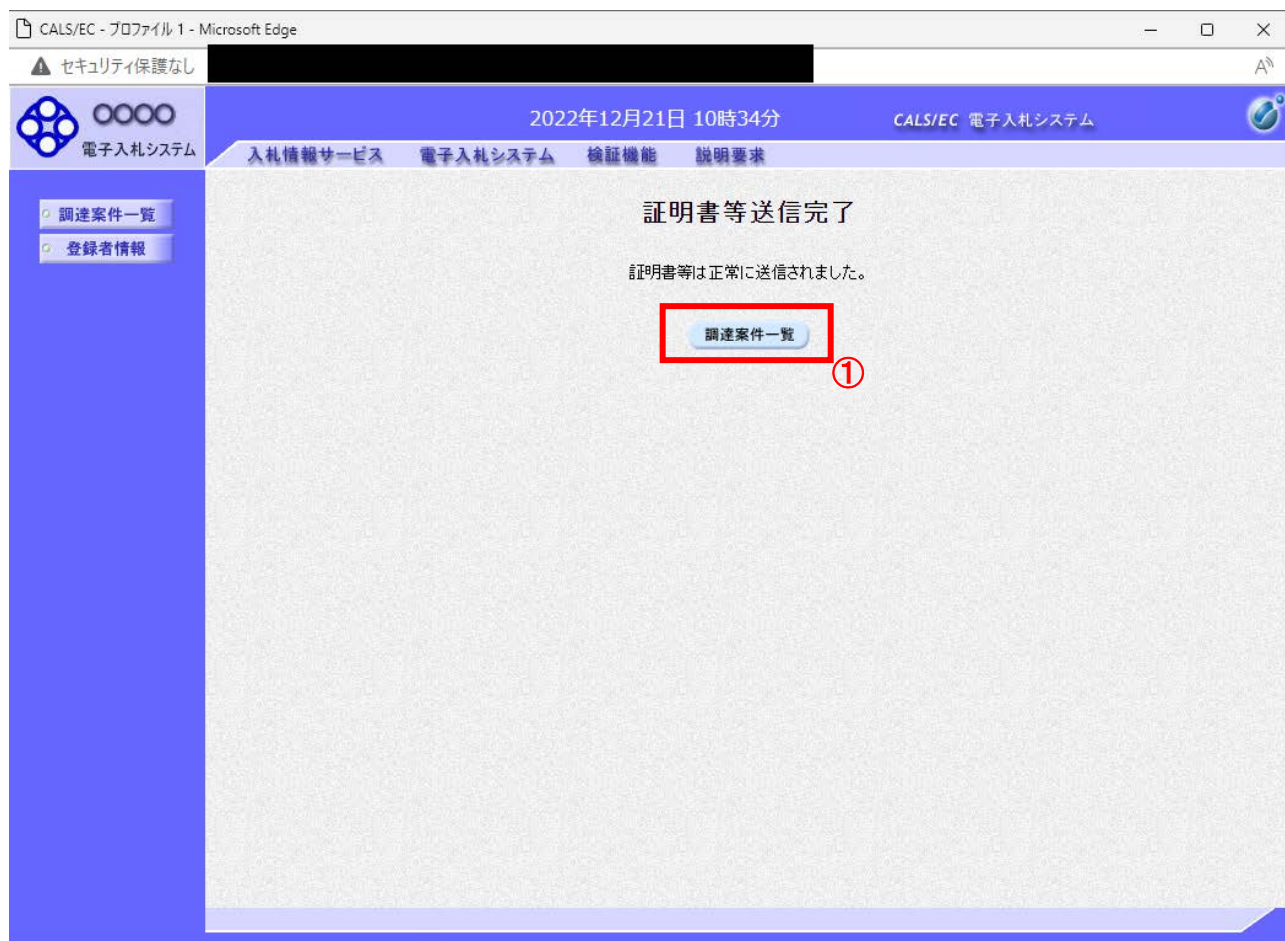 CALS/EC - プロファイル 1 - Microsoft Edge
セキュリティ保護なし
○○○○
電子入札システム
2022年12月21日 10時34分
CALS/EC 電子入札システム
入札情報サービス 電子入札システム 検証機能 説明要求
調達案件一覧
登録者情報
証明書等送信完了
証明書等は正常に送信されました。
調達案件一覧
①